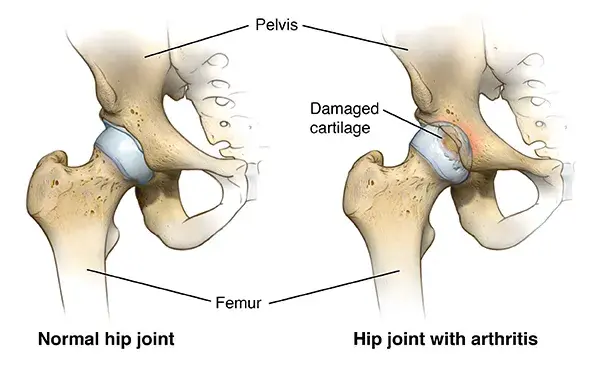 Pelvis
Damaged
cartilage
Femur
Normal hip joint
Hip joint with arthritis